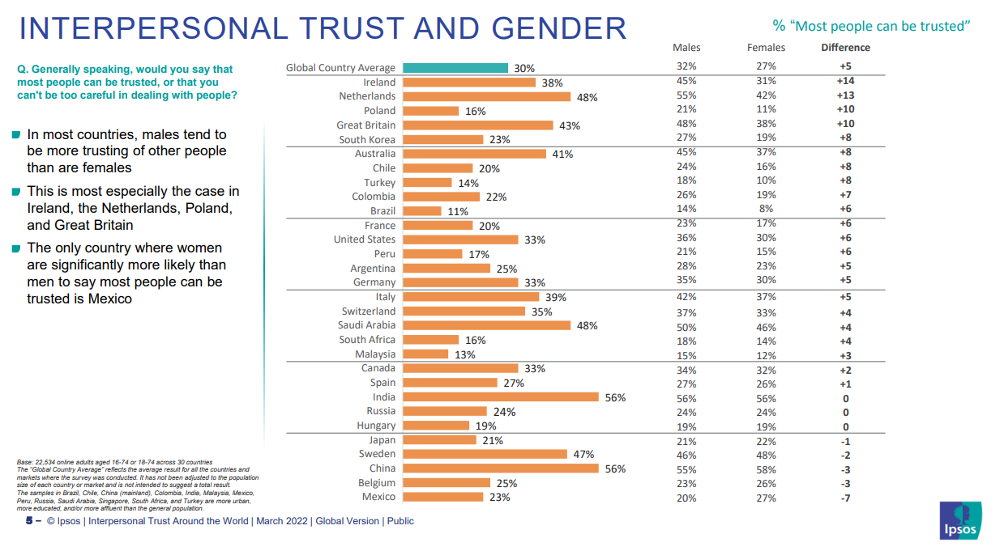 INTERPERSONAL TRUST AND GENDER
% “Most people can be trusted”
Males Females Difference
Q. Generally speaking, would you say that
most people can be trusted, or that you
can't be too careful in dealing with people?
In most countries, males tend to
be more trusting of other people
than are females
This is most especially the case in
Ireland, the Netherlands, Poland,
and Great Britain
The only country where women
are significantly more likely than
men to say most people can be
trusted is Mexico
Global Country Average 30% 32% 27% +5
Ireland 38% 45% 31% +14
Netherlands 48% 55% 42% +13
Poland 16% 21% 11% +10
Great Britain 43% 48% 38% +10
South Korea 23% 27% 19% +8
Australia 41% 45% 37% +8
Chile 20% 24% 16% +8
Turkey 14% 18% 10% +8
Colombia 22% 26% 19% +7
Brazil 11% 14% 8% +6
France 20% 23% 17% +6
United States 33% 36% 30% +6
Peru 17% 21% 15% +6
Argentina 25% 28% 23% +5
Germany 33% 35% 30% +5
Italy 39% 42% 37% +5
Switzerland 35% 37% 33% +4
Saudi Arabia 48% 50% 46% +4
South Africa 16% 18% 14% +4
Malaysia 13% 15% 12% +3
Canada 33% 34% 32% +2
Spain 27% 27% 26% +1
India 56% 56% 56% 0
Russia 24% 24% 24% 0
Hungary 19% 19% 19% 0
Japan 21% 21% 22% -1
Sweden 47% 46% 48% -2
China 56% 55% 58% -3
Belgium 25% 23% 26% -3
Mexico 23% 20% 27% -7
Base: 22,534 online adults aged 16-74 or 18-74 across 30 countries
The “Global Country Average” reflects the average result for all the countries and
markets where the survey was conducted. It has not been adjusted to the population
size of each country or market and is not intended to suggest a total result.
The samples in Brazil, Chile, China (mainland), Colombia, India, Malaysia, Mexico,
Peru, Russia, Saudi Arabia, Singapore, South Africa, and Turkey are more urban,
more educated, and/or more affluent than the general population.
5 – © Ipsos | Interpersonal Trust Around the World | March 2022 | Global Version | Public
Ipsos